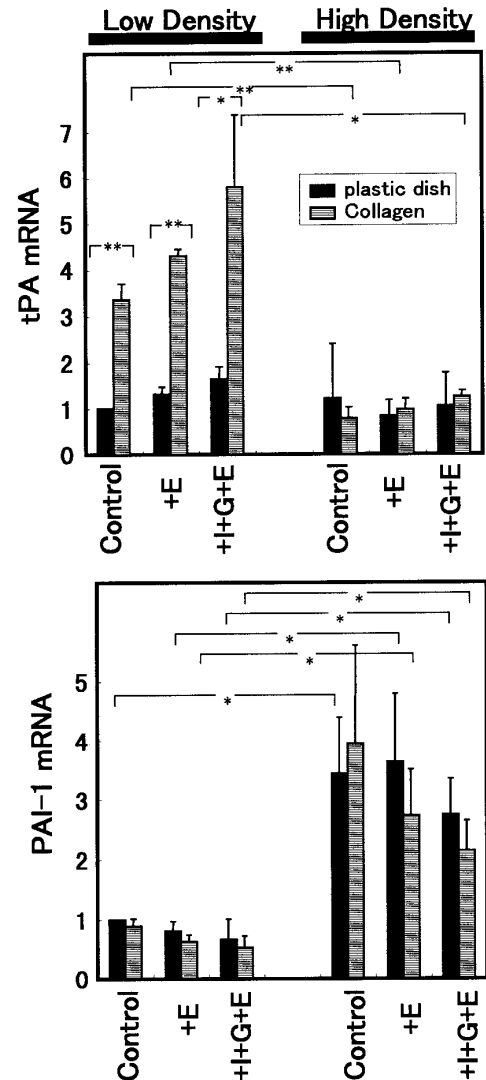 Low Density High Density
**
**
*
*
7
plastic dish
Collagen
6
5
**
**
4
3
2
1
0
tPA mRNA
Control
+E
+I+G+E
Control
+E
+I+G+E
*
*
*
*
*
5
4
3
2
1
0
PAI-1 mRNA
Control
+E
+I+G+E
Control
+E
+I+G+E